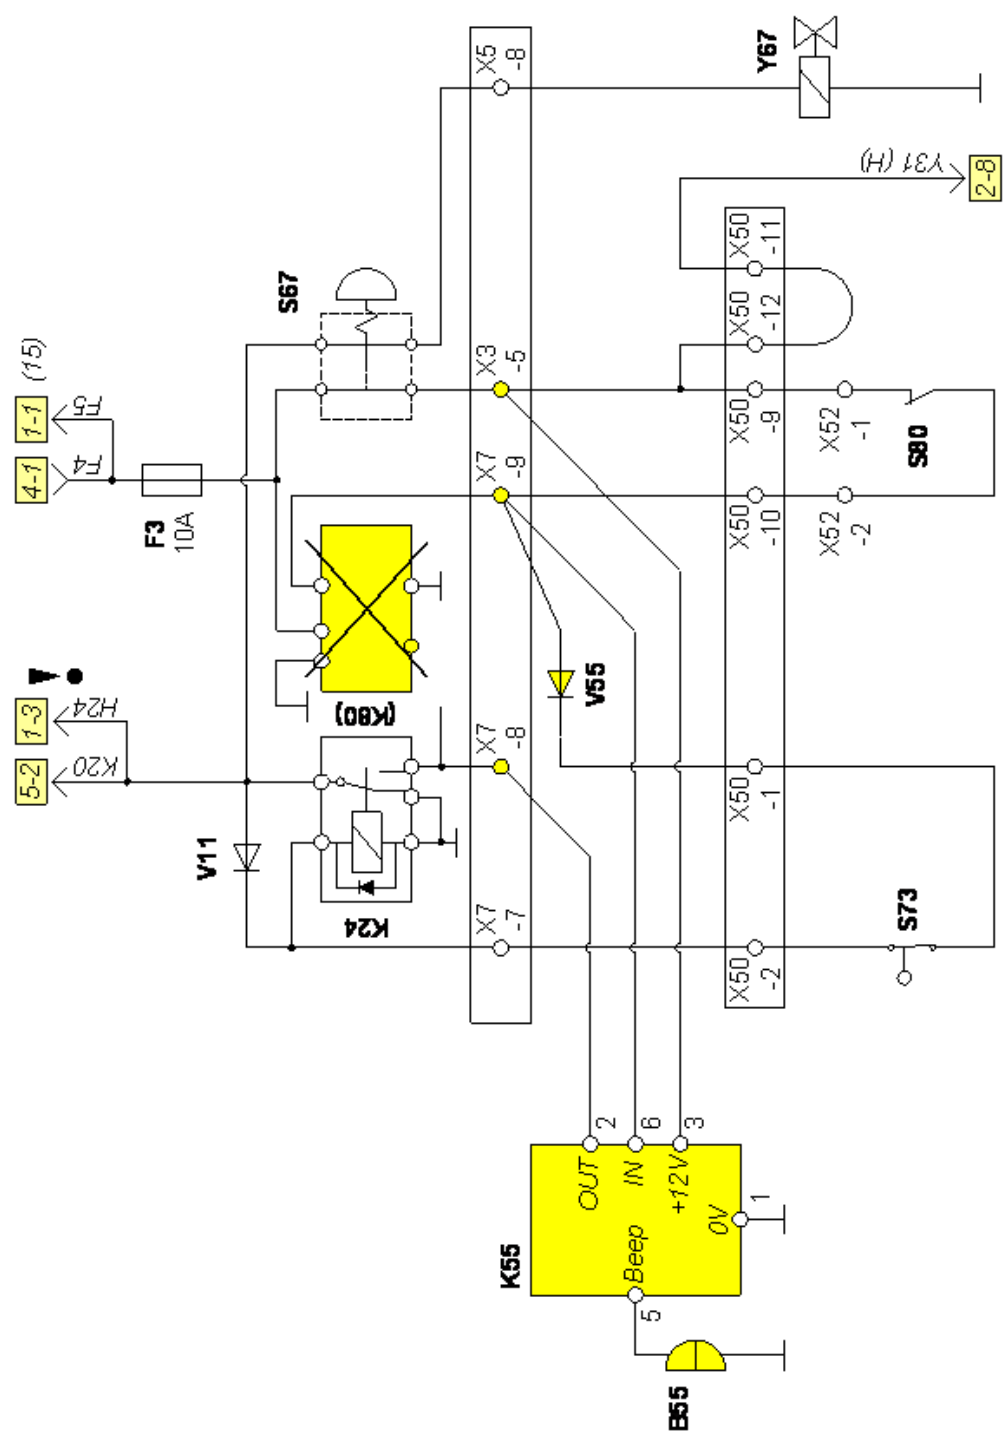 4-1
F4
1-1
F5
(15)
5-2
K20
1-3
H24
F3
10A
V11
K24
(K80)
S67
X7
-7
X7
-8
X7
-9
X3
-5
X5
-8
V55
X50
-2
X50
-1
X50
-10
X50
-9
X50
-12
X50
-11
X52
-2
X52
-1
S73
S80
Y67
Y31 (H)
2-8
K55
OUT
2
IN
6
+12V
3
0V
1
Beep
5
B55